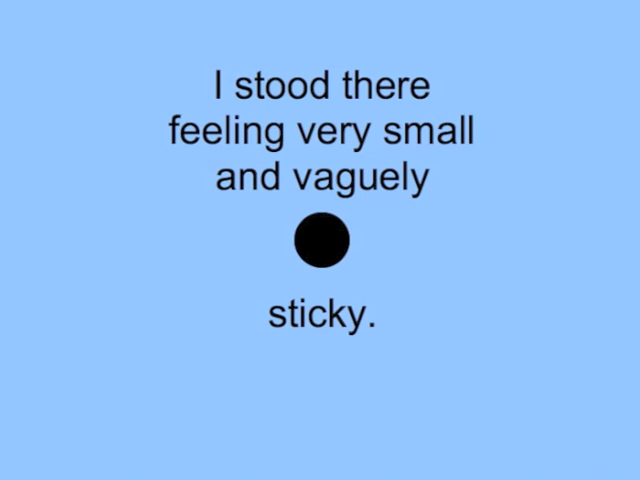 I stood there
feeling very small
and vaguely
sticky.